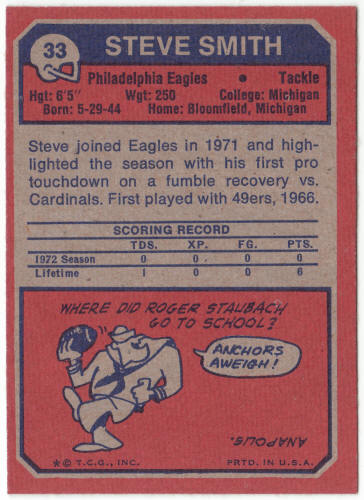 33
STEVE SMITH
Philadelphia Eagles • Tackle
Hgt: 6'5" Wgt: 250 College: Michigan
Born: 5-29-44 Home: Bloomfield, Michigan
Steve joined Eagles in 1971 and high-
lighted the season with his first pro
touchdown on a fumble recovery vs.
Cardinals. First played with 49ers, 1966.
SCORING RECORD
TDS. XP. FG. PTS.
1972 Season 0 0 0 0
Lifetime 1 0 0 6
WHERE DID ROGER STAUBACH
GO TO SCHOOL?
ANCHORS
AWEIGH!
ANAPOLIS.
* © T.C.G., INC. PRTD. IN U.S.A.